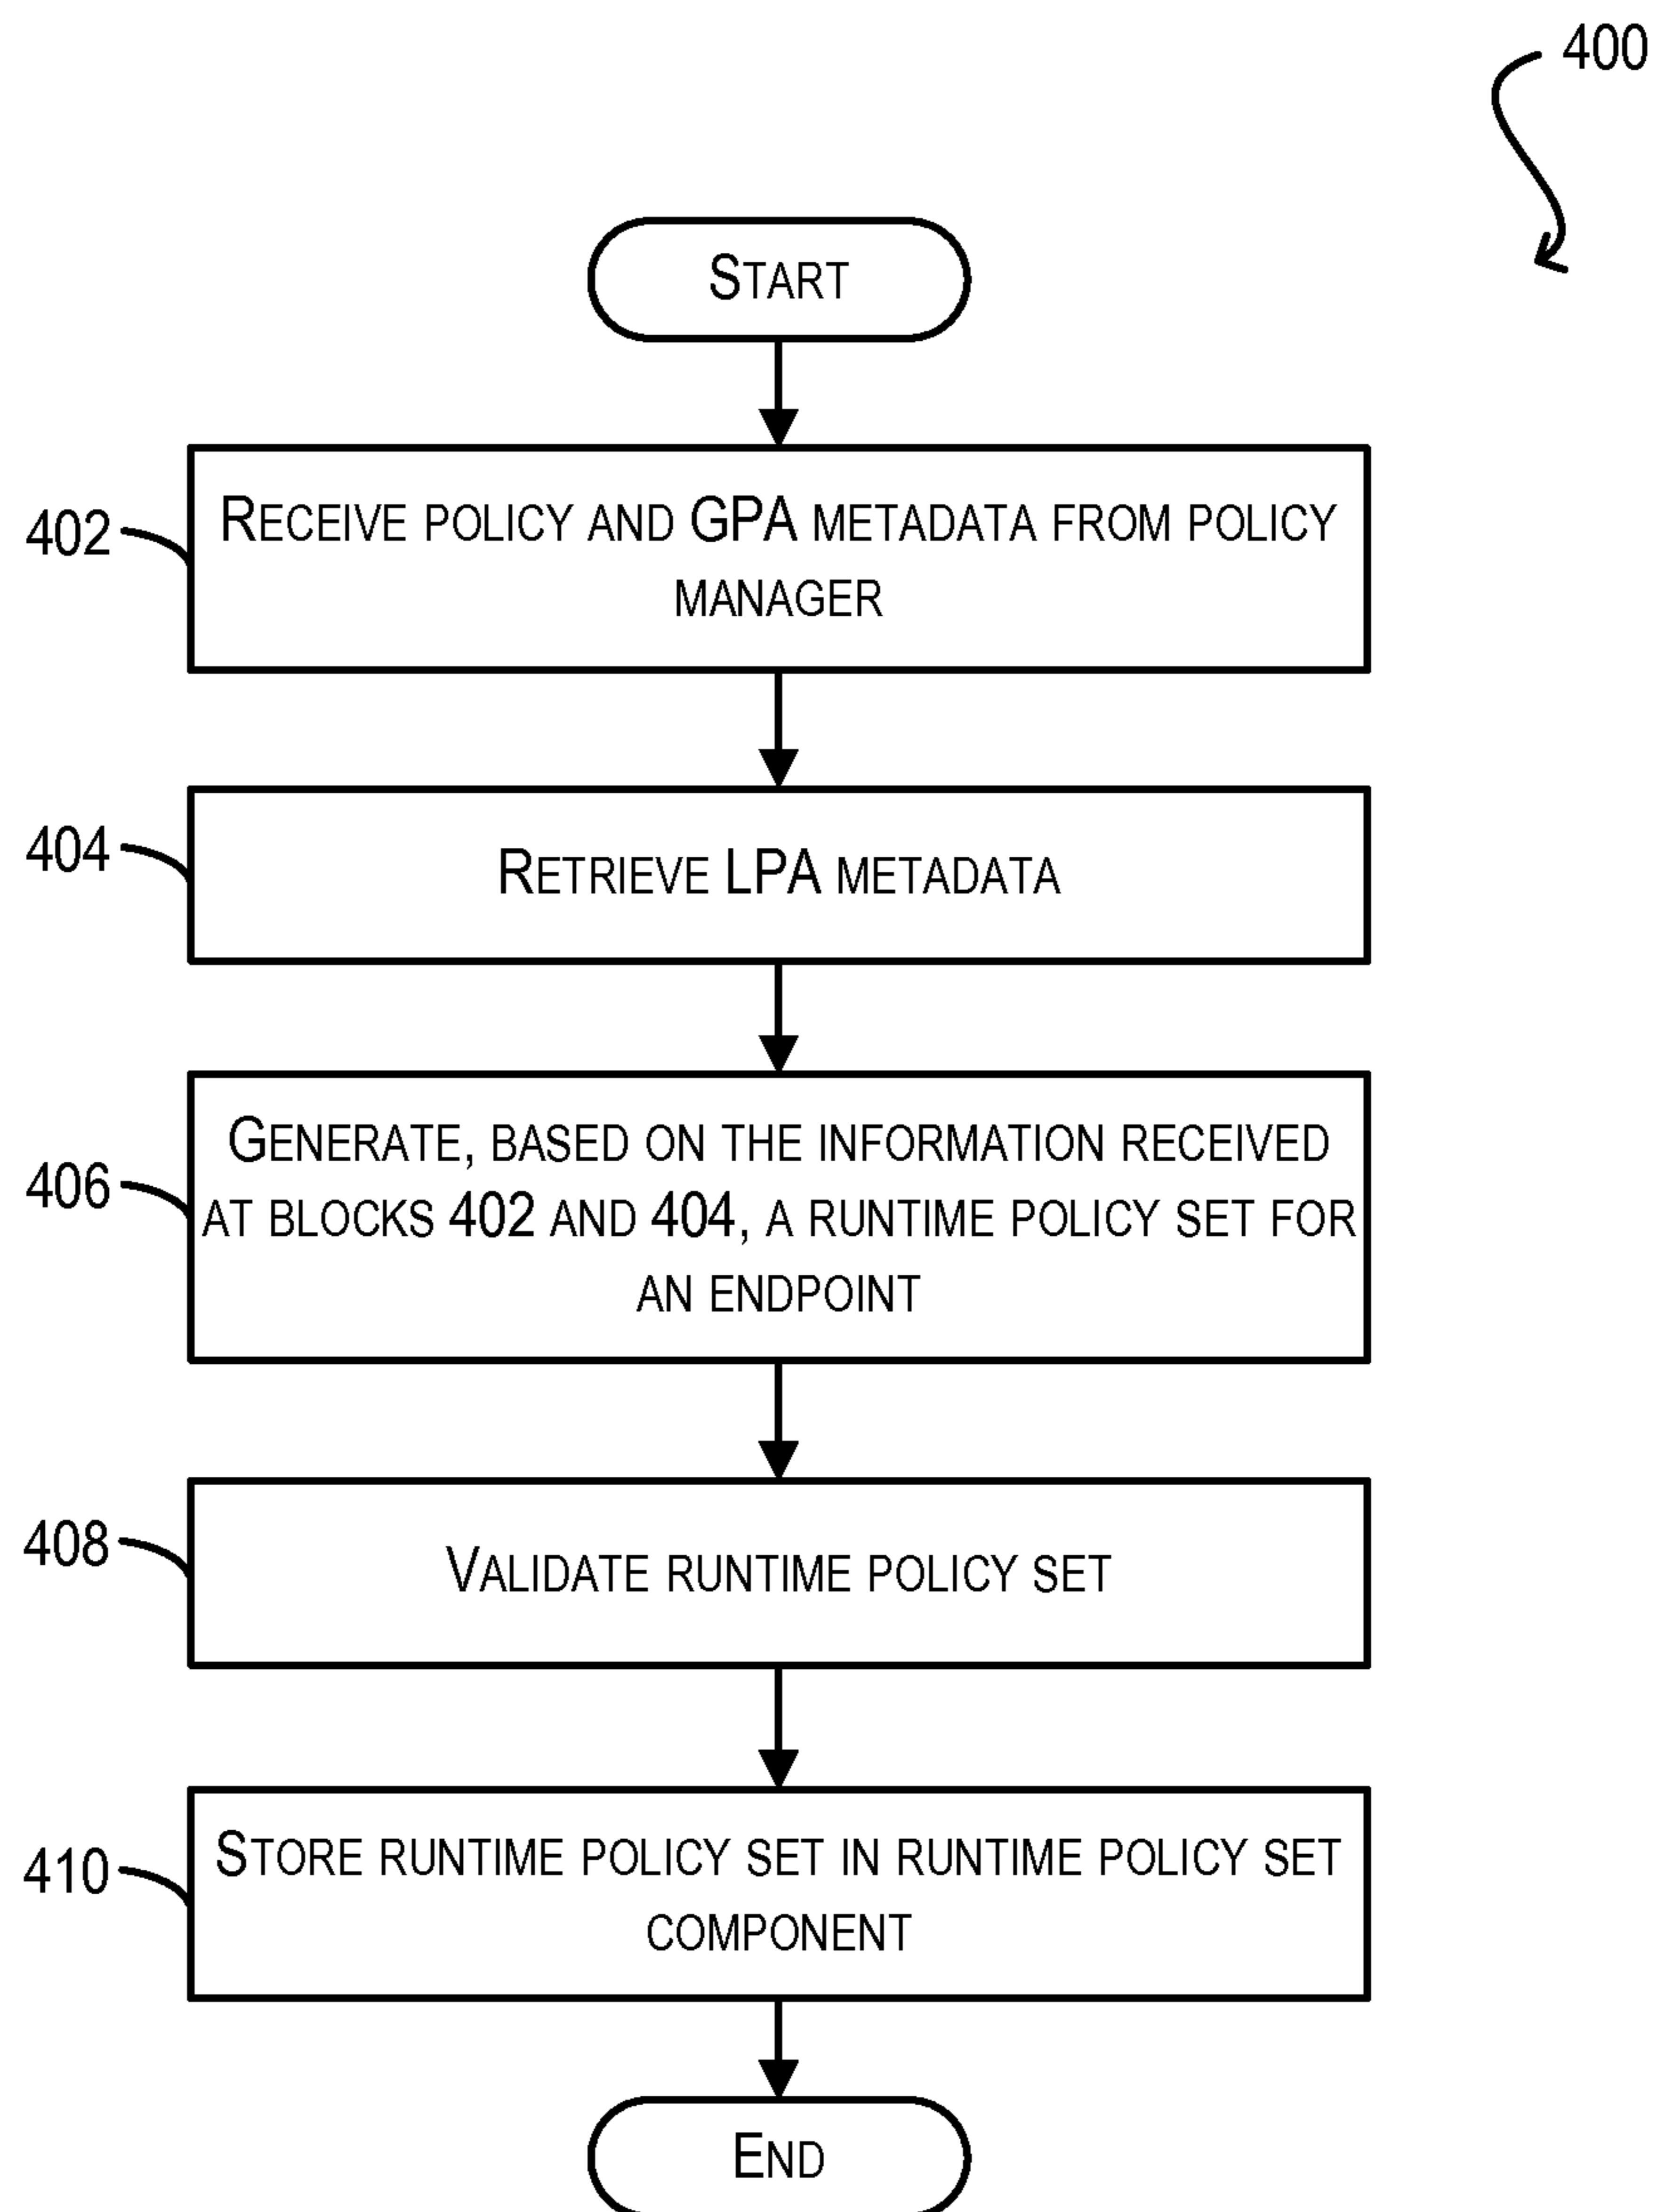 400
START
402
RECEIVE POLICY AND GPA METADATA FROM POLICY
MANAGER
404
RETRIEVE LPA METADATA
406
GENERATE, BASED ON THE INFORMATION RECEIVED
AT BLOCKS 402 AND 404, A RUNTIME POLICY SET FOR
AN ENDPOINT
408
VALIDATE RUNTIME POLICY SET
410
STORE RUNTIME POLICY SET IN RUNTIME POLICY SET
COMPONENT
END